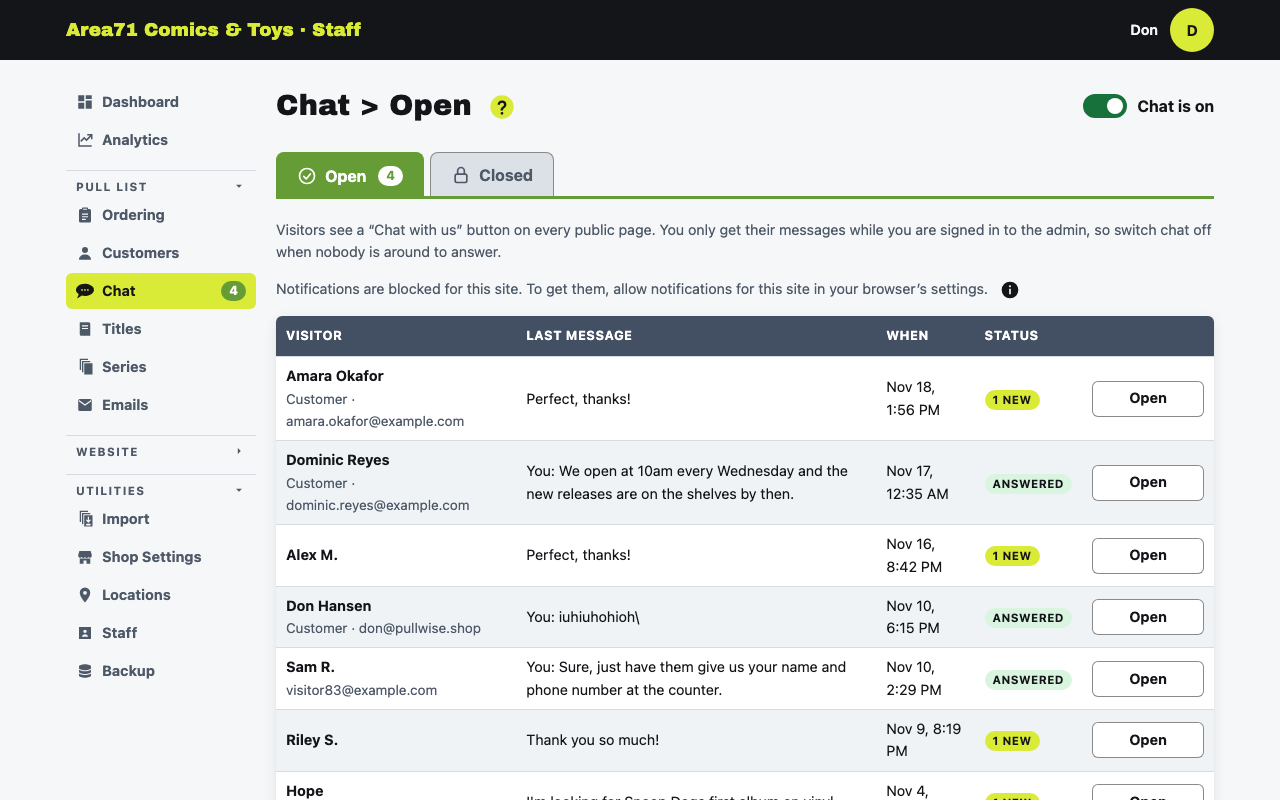 Area71 Comics & Toys · Staff
Don
D
Dashboard
Analytics
PULL LIST
Ordering
Customers
Chat
4
Titles
Series
Emails
WEBSITE
UTILITIES
Import
Shop Settings
Locations
Staff
Backup
Chat > Open
?
Chat is on
Open
4
Closed
Visitors see a “Chat with us” button on every public page. You only get their messages while you are signed in to the admin, so switch chat off
when nobody is around to answer.
Notifications are blocked for this site. To get them, allow notifications for this site in your browser’s settings.
VISITOR LAST MESSAGE WHEN STATUS
Amara Okafor
Customer ·
amara.okafor@example.com
Perfect, thanks!
Nov 18,
1:56 PM
1 NEW
Open
Dominic Reyes
Customer ·
dominic.reyes@example.com
You: We open at 10am every Wednesday and the
new releases are on the shelves by then.
Nov 17,
12:35 AM
ANSWERED
Open
Alex M.
Perfect, thanks!
Nov 16,
8:42 PM
1 NEW
Open
Don Hansen
Customer · don@pullwise.shop
You: iuhiuhohioh\
Nov 10,
6:15 PM
ANSWERED
Open
Sam R.
visitor83@example.com
You: Sure, just have them give us your name and
phone number at the counter.
Nov 10,
2:29 PM
ANSWERED
Open
Riley S.
Thank you so much!
Nov 9, 8:19
PM
1 NEW
Open
Hope
Nov 4,